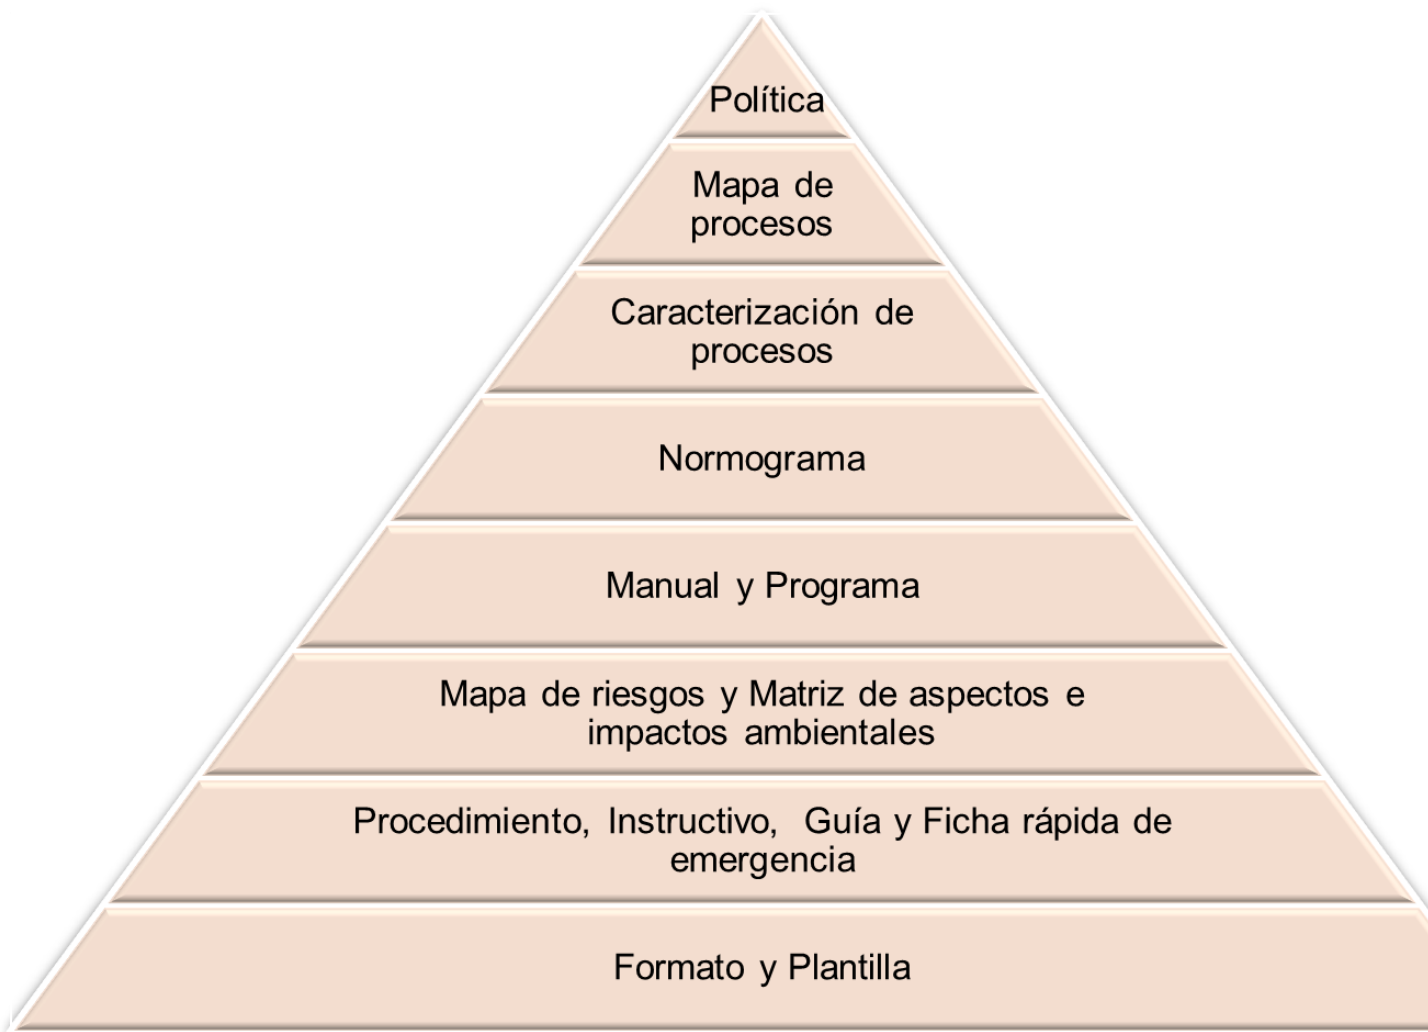 Política
Mapa de
procesos
Caracterización de
procesos
Normograma
Manual y Programa
Mapa de riesgos y Matriz de aspectos e
impactos ambientales
Procedimiento, Instructivo, Guía y Ficha rápida de
emergencia
Formato y Plantilla